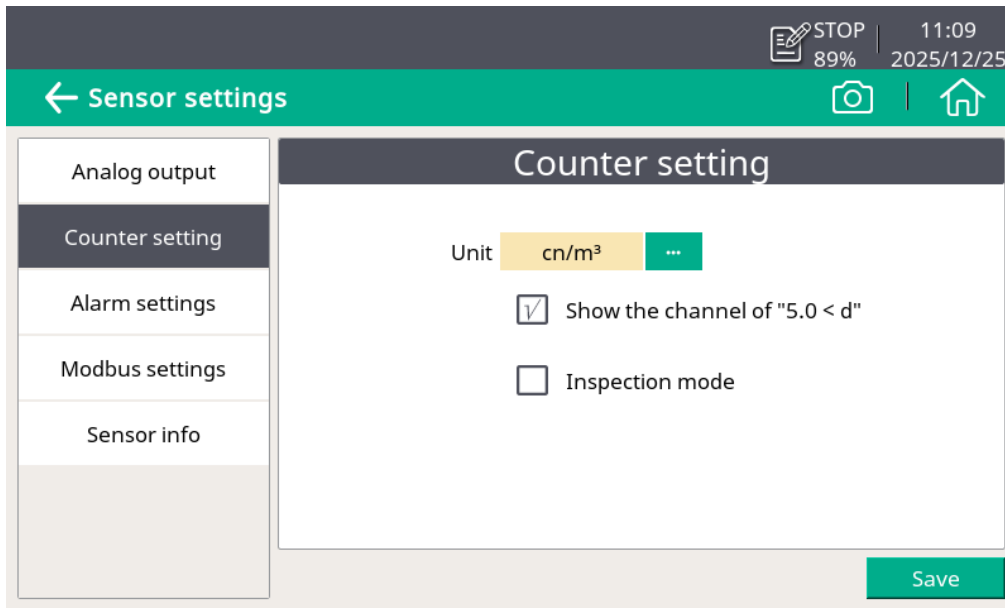 STOP
89%
11:09
2025/12/25
Sensor settings
Analog output
Counter setting
Alarm settings
Modbus settings
Sensor info
Counter setting
Unit cn/m³ ...
√ Show the channel of "5.0 < d"
Inspection mode
Save